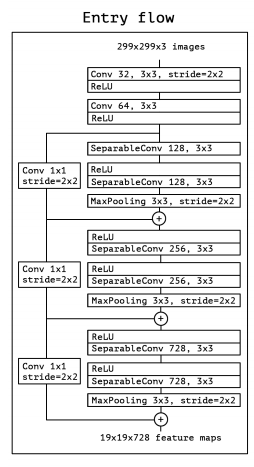 Entry flow
299x299x3 images
Conv 32, 3x3, stride=2x2
ReLU
Conv 64, 3x3
ReLU
SeparableConv 128, 3x3
Conv 1x1
stride=2x2
ReLU
SeparableConv 128, 3x3
MaxPooling 3x3, stride=2x2
+
ReLU
SeparableConv 256, 3x3
Conv 1x1
stride=2x2
ReLU
SeparableConv 256, 3x3
MaxPooling 3x3, stride=2x2
+
ReLU
SeparableConv 728, 3x3
Conv 1x1
stride=2x2
ReLU
SeparableConv 728, 3x3
MaxPooling 3x3, stride=2x2
+
19x19x728 feature maps